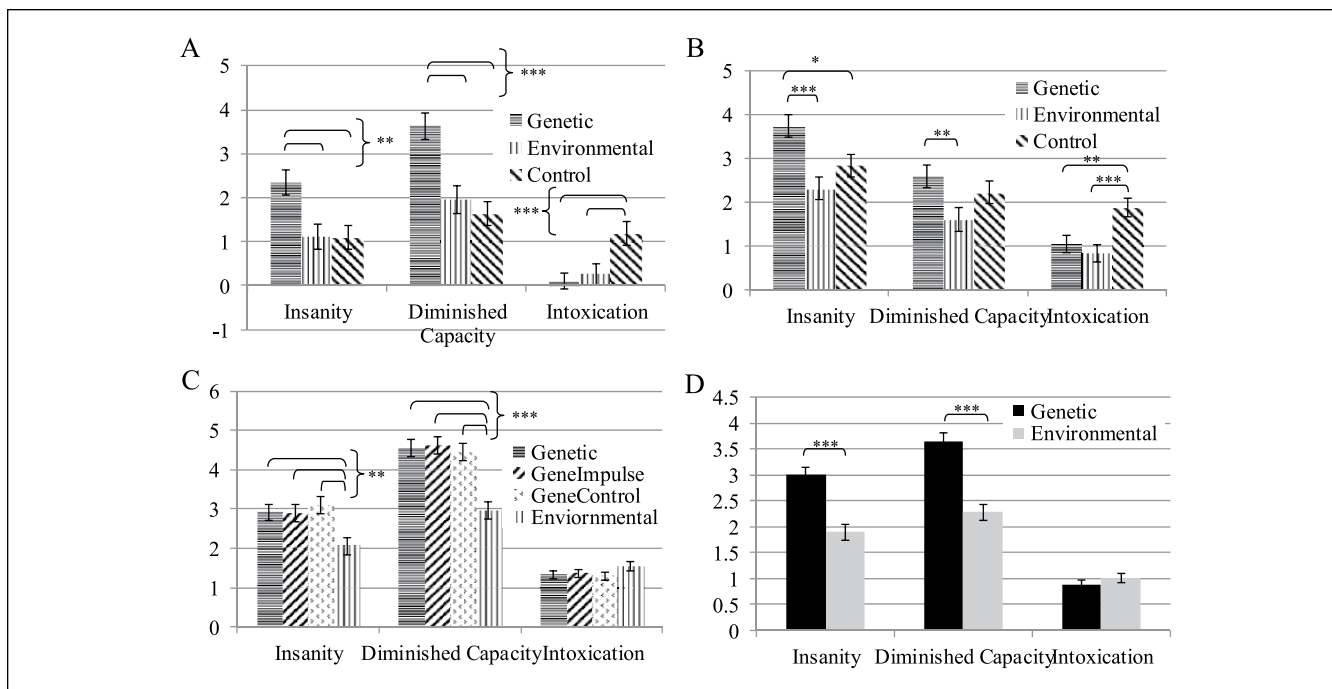 A
5
4
3
2
1
0
-1
**
***
***
Genetic
Environmental
Control
Insanity
Diminished
Capacity
Intoxication
B
5
4
3
2
1
0
*
***
**
**
***
Genetic
Environmental
Control
Insanity
Diminished Capacity
Intoxication
C
6
5
4
3
2
1
0
**
***
Genetic
GeneImpulse
GeneControl
Enviornmental
Insanity
Diminished Capacity
Intoxication
D
4.5
4
3.5
3
2.5
2
1.5
1
0.5
0
***
***
Genetic
Environmental
Insanity
Diminished Capacity
Intoxication